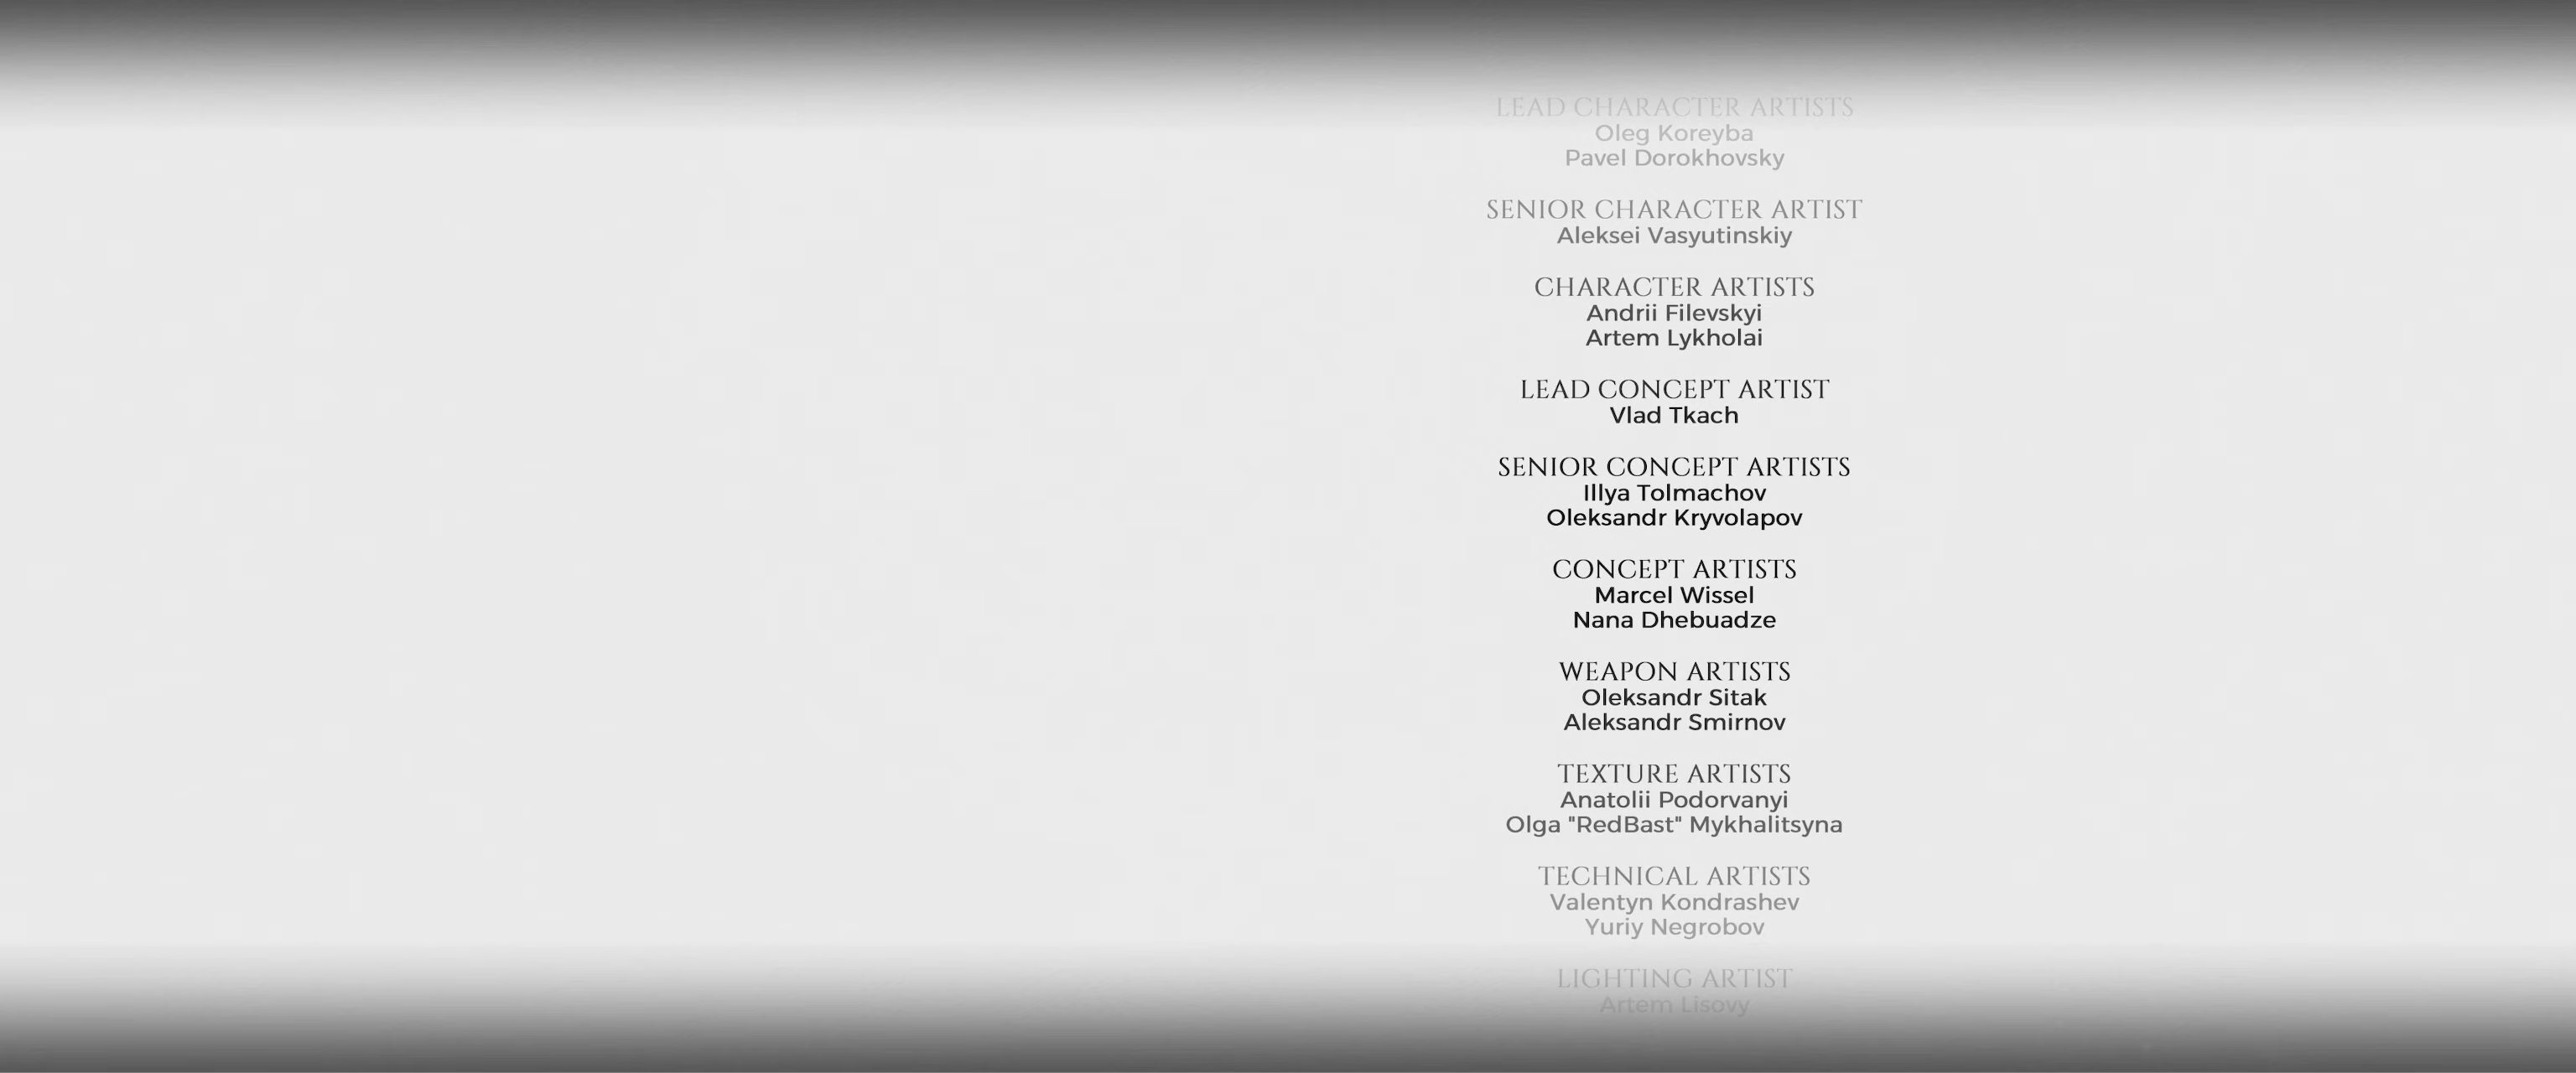 LEAD CHARACTER ARTISTS
Oleg Koreyba
Pavel Dorokhovsky
SENIOR CHARACTER ARTIST
Aleksei Vasyutinskiy
CHARACTER ARTISTS
Andrii Filevskyi
Artem Lykholai
LEAD CONCEPT ARTIST
Vlad Tkach
SENIOR CONCEPT ARTISTS
Illya Tolmachov
Oleksandr Kryvolapov
CONCEPT ARTISTS
Marcel Wissel
Nana Dhebuadze
WEAPON ARTISTS
Oleksandr Sitak
Aleksandr Smirnov
TEXTURE ARTISTS
Anatolii Podorvanyi
Olga "RedBast" Mykhalitsyna
TECHNICAL ARTISTS
Valentyn Kondrashev
Yuriy Negrobov
LIGHTING ARTIST
Artem Lisovy